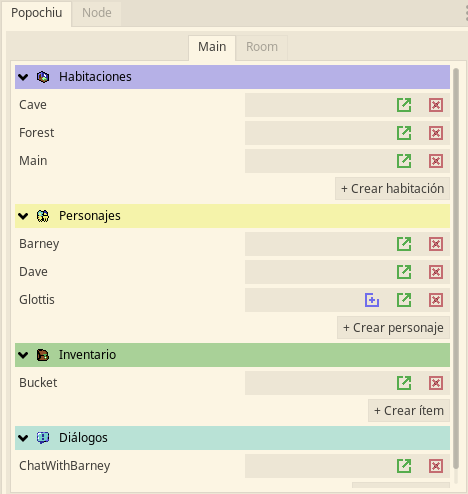 Popochiu Node
Main Room
Habitaciones
Cave
Forest
Main
+ Crear habitación
Personajes
Barney
Dave
Glottis
+ Crear personaje
Inventario
Bucket
+ Crear ítem
Diálogos
ChatWithBarney